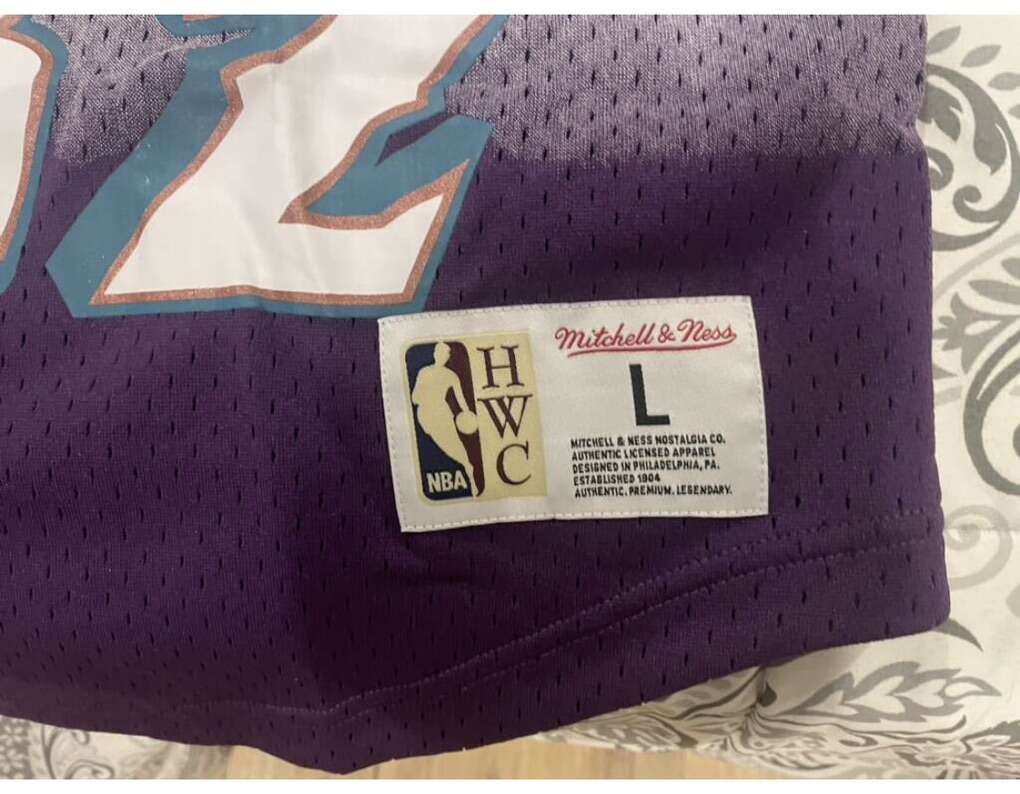 2
Mitchell & Ness
L
NBA
H
W
C
MITCHELL & NESS NOSTALGIA CO.
AUTHENTIC LICENSED APPAREL
DESIGNED IN PHILADELPHIA, PA.
ESTABLISHED 1904
AUTHENTIC. PREMIUM. LEGENDARY.